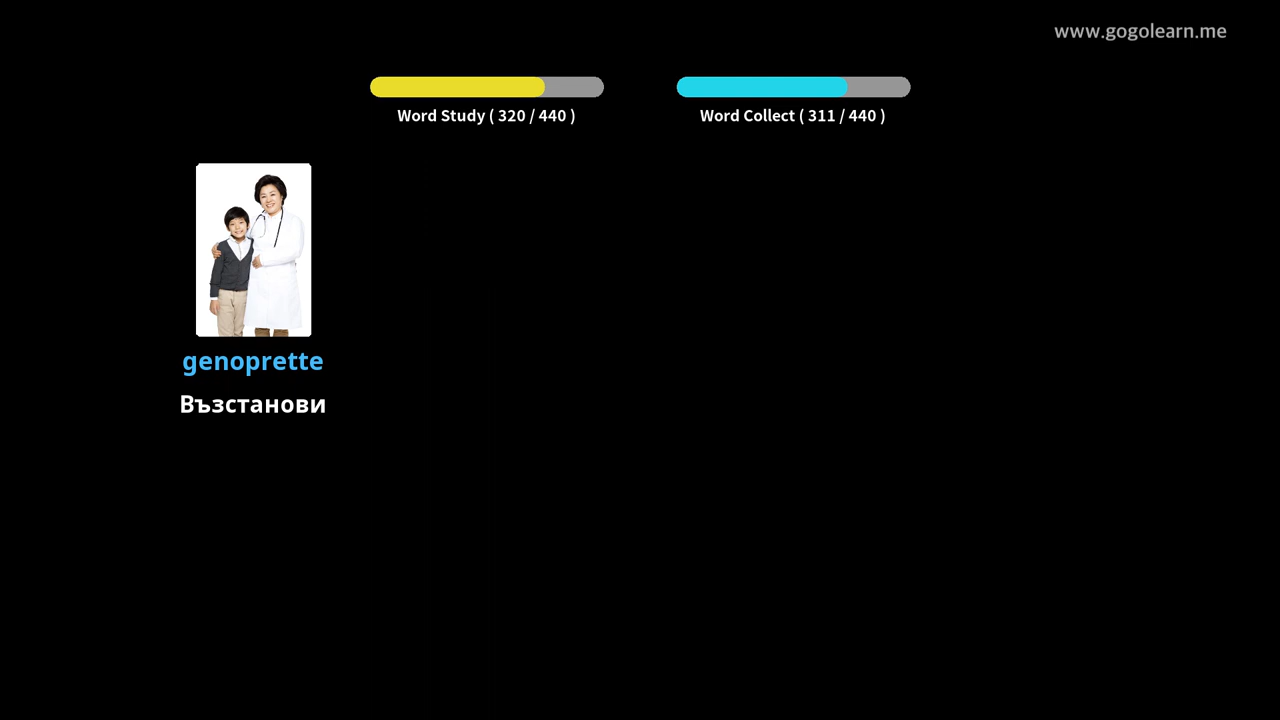 www.gogolearn.me
Word Study ( 320 / 440 )
Word Collect ( 311 / 440 )
genoprette
Възстанови